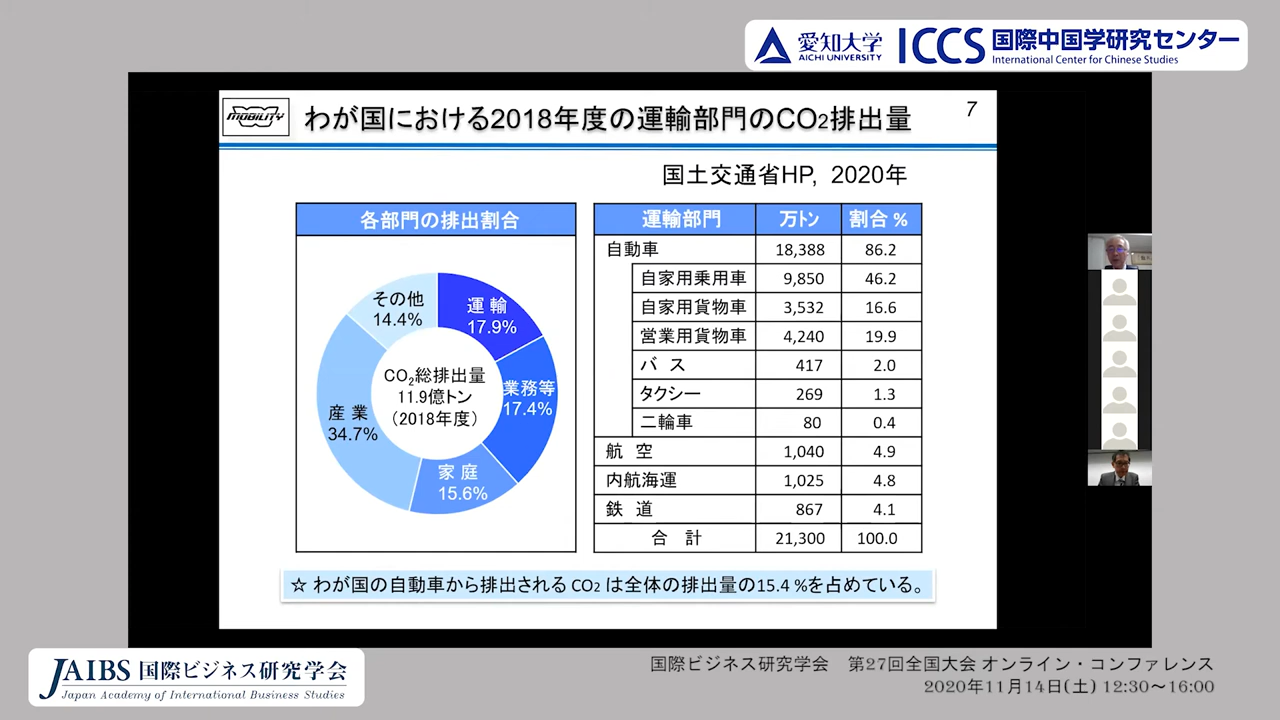 愛知大学
AICHI UNIVERSITY
ICCS 国際中国学研究センター
International Center for Chinese Studies
MOBILITY
わが国における2018年度の運輸部門のCO₂排出量
7
国土交通省HP, 2020年
各部門の排出割合
その他
14.4%
運 輸
17.9%
業務等
17.4%
家 庭
15.6%
産 業
34.7%
CO₂総排出量
11.9億トン
（2018年度）
運輸部門 万トン 割合 %
自動車 18,388 86.2
自家用乗用車 9,850 46.2
自家用貨物車 3,532 16.6
営業用貨物車 4,240 19.9
バ ス 417 2.0
タクシー 269 1.3
二輪車 80 0.4
航 空 1,040 4.9
内航海運 1,025 4.8
鉄 道 867 4.1
合 計 21,300 100.0
☆ わが国の自動車から排出される CO₂ は全体の排出量の15.4 %を占めている。
JAIBS 国際ビジネス研究学会
Japan Academy of International Business Studies
国際ビジネス研究学会 第27回全国大会 オンライン・コンファレンス
2020年11月14日(土) 12:30～16:00